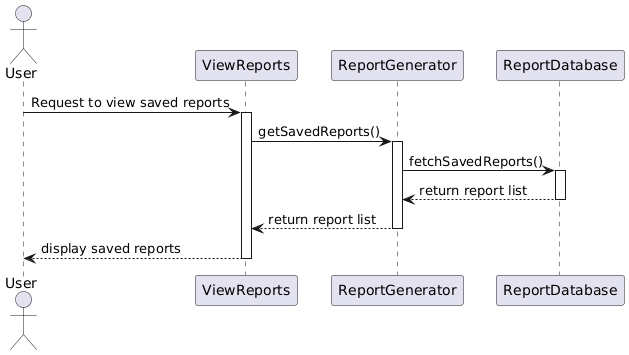 User
ViewReports
ReportGenerator
ReportDatabase
Request to view saved reports
getSavedReports()
fetchSavedReports()
return report list
return report list
display saved reports
User
ViewReports
ReportGenerator
ReportDatabase